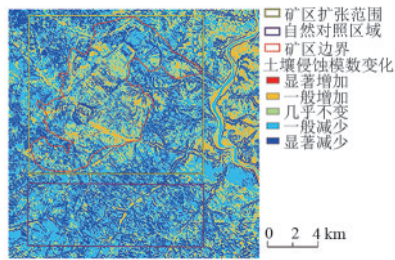 矿区扩张范围
自然对照区域
矿区边界
土壤侵蚀模数变化
显著增加
一般增加
几乎不变
一般减少
显著减少
0 2 4 km